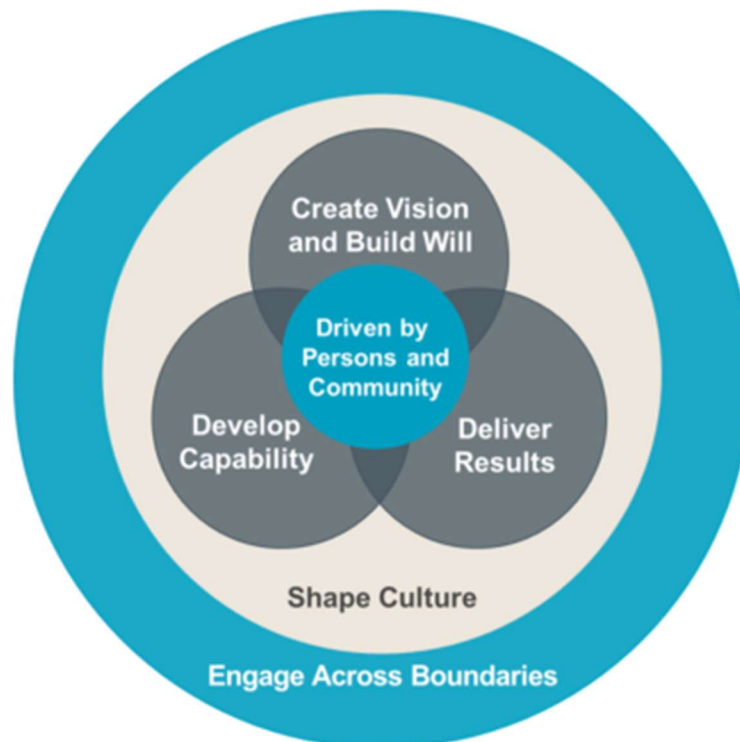 Create Vision
and Build Will
Driven by
Persons and
Community
Develop
Capability
Deliver
Results
Shape Culture
Engage Across Boundaries